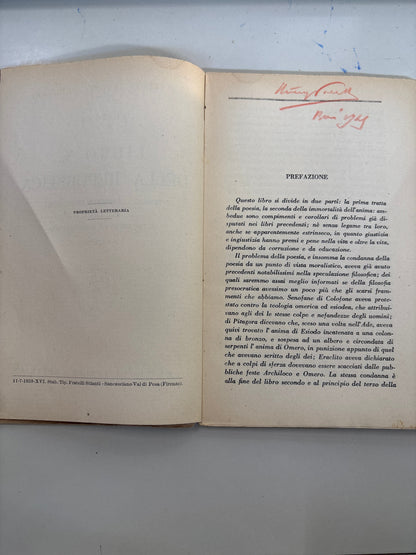 PROPRIETÀ LETTERARIA
11-7-1938-XVI. Stab. Tip. Fratelli Stianti - Sancasciano Val di Pesa (Firenze)
PREFAZIONE
Questo libro si divide in due parti: la prima tratta
della poesia, la seconda della immortalità dell'anima: am-
bedue sono compimenti e corollari di problemi già di-
sputati nei libri precedenti; nè senza legame tra loro,
anche se apparentemente estrinseco, in quanto giustizia
e ingiustizia hanno premi e pene nella vita e oltre la vita,
dipendono da corruzione e da educazione.
Il problema della poesia, e insomma la condanna della
poesia da un punto di vista moralistico, aveva già avuto
precedenti notabilissimi nella speculazione filosofica; dei
quali saremmo assai meglio informati se della filosofia
presocratica avessimo un poco più che gli scarsi fram-
menti che abbiamo. Senofane di Colofone aveva prote-
stato contro la teologia omerica ed esiodea, che attribui-
vano agli dei le stesse colpe e nefandezze degli uomini;
di Pitagora dicevano che, sceso una volta nell'Ade, aveva
quivi trovato l'anima di Esiodo incatenata a una colon-
na di bronzo, e sospesa ad un albero e circondata di
serpenti l'anima di Omero, in punizione appunto di quel
che avevano scritto degli dei; Eraclito aveva dichiarato
che a colpi di sferza dovevano essere scacciati dalle pub-
bliche feste Archiloco e Omero. La stessa condanna è
alla fine del libro secondo e al principio del terzo della